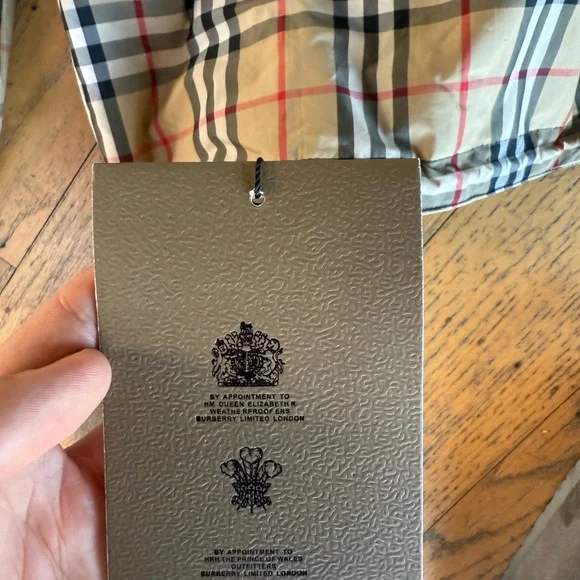 BY APPOINTMENT TO
HM QUEEN ELIZABETH II
WEATHERPROOFERS
BURBERRY LIMITED LONDON
BY APPOINTMENT TO
HRH THE PRINCE OF WALES
OUTFITTERS
BURBERRY LIMITED LONDON